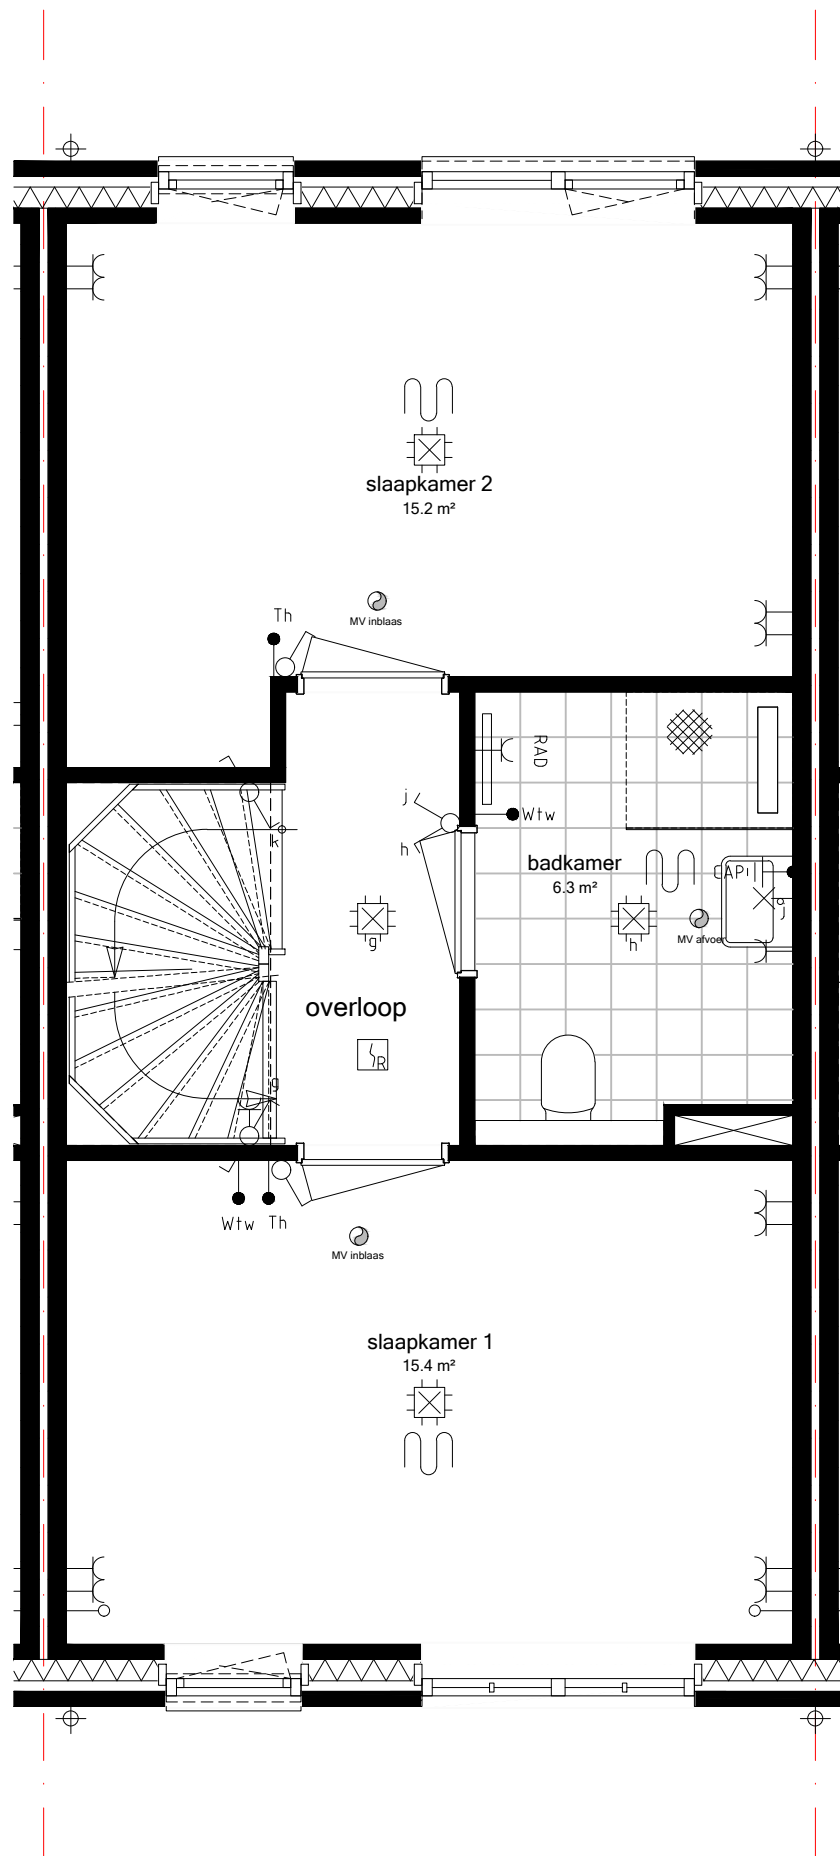 slaapkamer 2
15.2 m²
Th
MV inblaas
RAD
j
Wtw
k
h
badkamer
6.3 m²
CAP
j
g
h
MV afvoer
overloop
R
g
Wtw
Th
MV inblaas
slaapkamer 1
15.4 m²